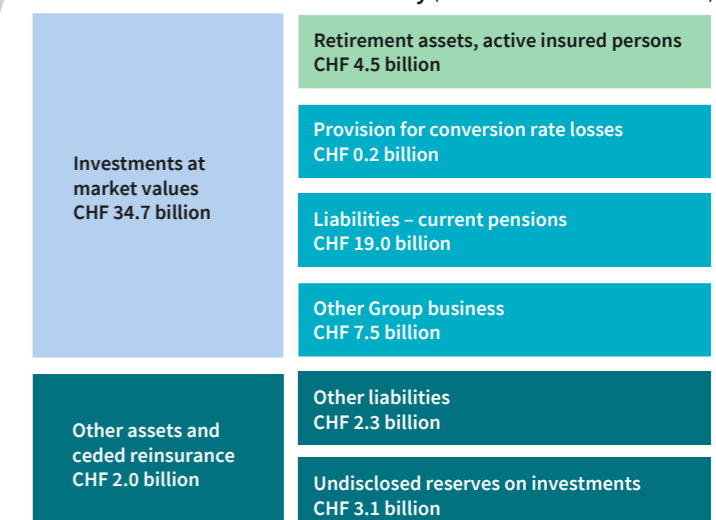 Investments at
market values
CHF 34.7 billion
Other assets and
ceded reinsurance
CHF 2.0 billion
Retirement assets, active insured persons
CHF 4.5 billion
Provision for conversion rate losses
CHF 0.2 billion
Liabilities – current pensions
CHF 19.0 billion
Other Group business
CHF 7.5 billion
Other liabilities
CHF 2.3 billion
Undisclosed reserves on investments
CHF 3.1 billion